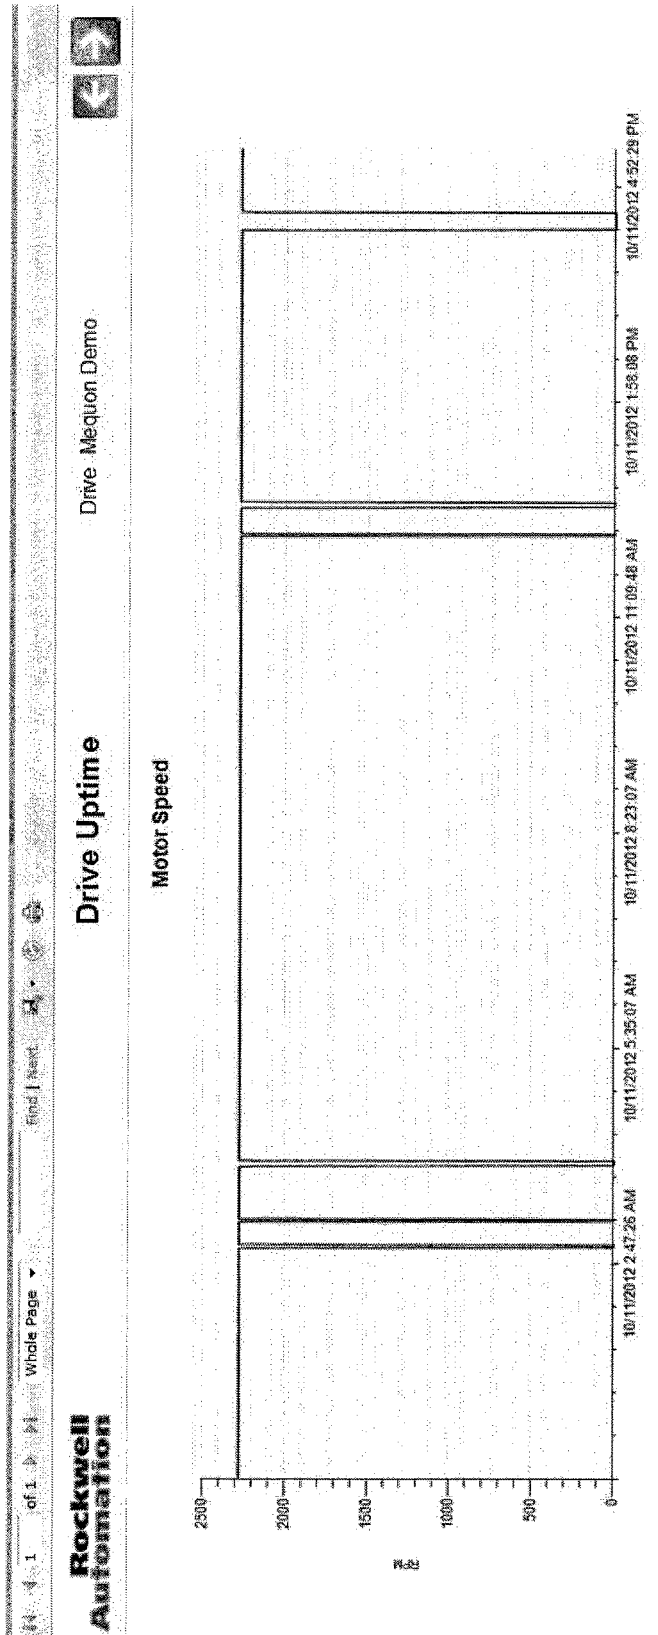 1 of 1 Whole Page Find | Next
Rockwell
Automation
Drive Uptime
Drive Mequon Demo
Motor Speed
2500
2000
1500
1000
500
0
10/11/2012 2:47:26 AM
10/11/2012 5:35:07 AM
10/11/2012 8:23:07 AM
10/11/2012 11:09:48 AM
10/11/2012 1:58:08 PM
10/11/2012 4:52:29 PM